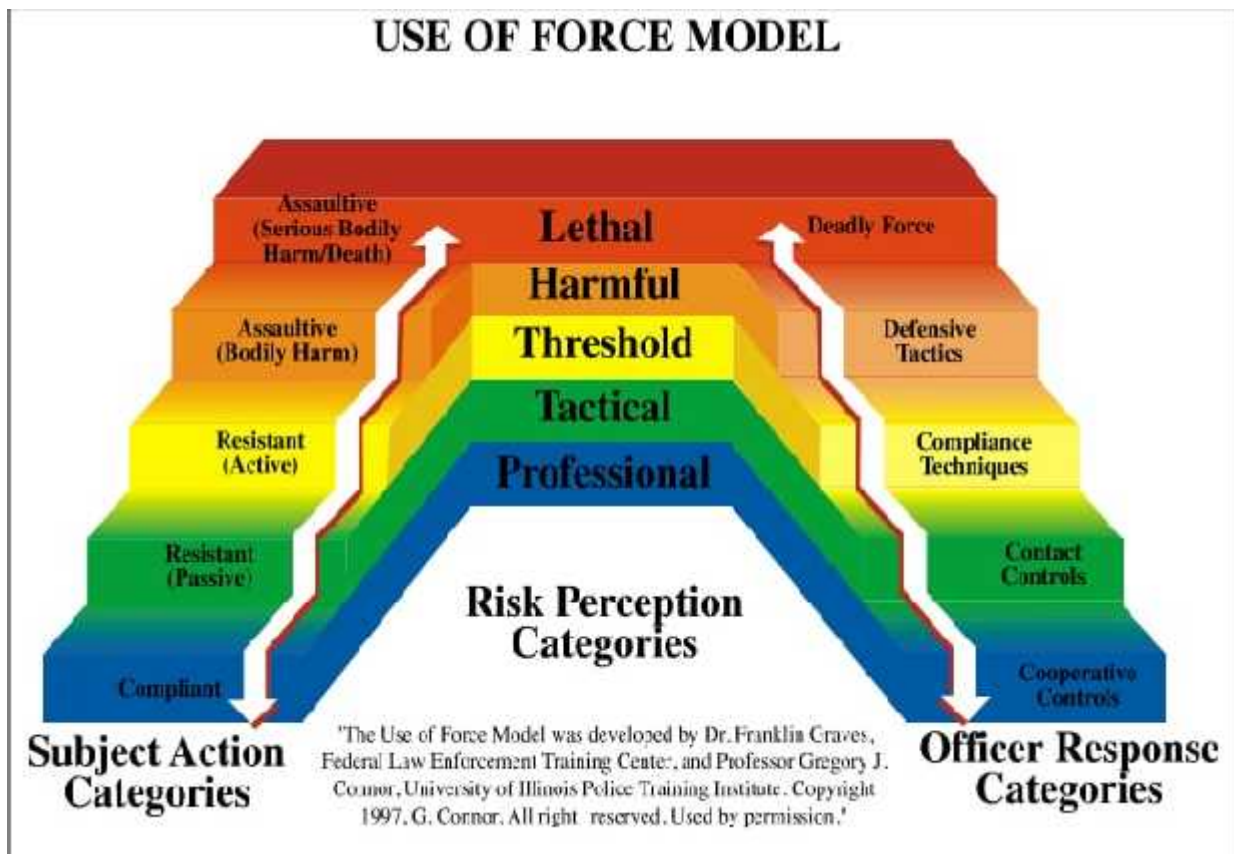 USE OF FORCE MODEL
Assaultive
(Serious Bodily
Harm/Death)
Lethal
Deadly Force
Harmful
Assaultive
(Bodily Harm)
Defensive
Tactics
Threshold
Tactical
Resistant
(Active)
Compliance
Techniques
Professional
Resistant
(Passive)
Contact
Controls
Risk Perception
Categories
Compliant
Cooperative
Controls
Subject Action
Categories
"The Use of Force Model was developed by Dr. Franklin Graves,
Federal Law Enforcement Training Center, and Professor Gregory J.
Connor, University of Illinois Police Training Institute. Copyright
1997, G. Connor. All right reserved. Used by permission."
Officer Response
Categories